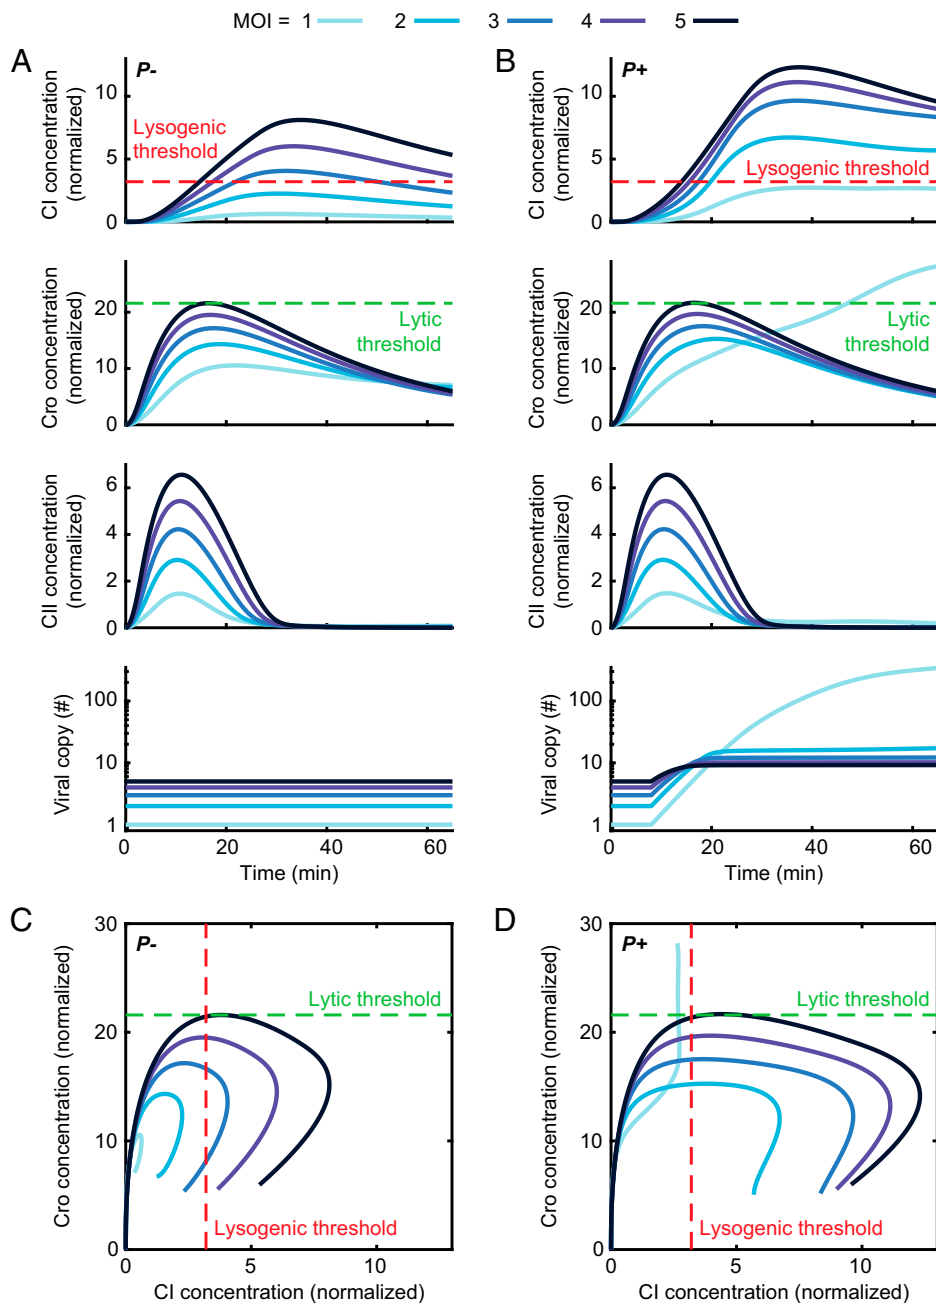 MOI = 1 2 3 4 5
A
P-
CI concentration
(normalized)
10
5
0
Lysogenic
threshold
B
P+
CI concentration
(normalized)
10
5
0
Lysogenic threshold
Cro concentration
(normalized)
20
10
0
Lytic
threshold
Cro concentration
(normalized)
20
10
0
Lytic
threshold
CII concentration
(normalized)
6
4
2
0
CII concentration
(normalized)
6
4
2
0
Viral copy (#)
100
10
1
0 20 40 60
Time (min)
Viral copy (#)
100
10
1
0 20 40 60
Time (min)
C
P-
Cro concentration (normalized)
30
20
10
0
Lytic threshold
Lysogenic threshold
0 5 10
CI concentration (normalized)
D
P+
Cro concentration (normalized)
30
20
10
0
Lytic threshold
Lysogenic threshold
0 5 10
CI concentration (normalized)